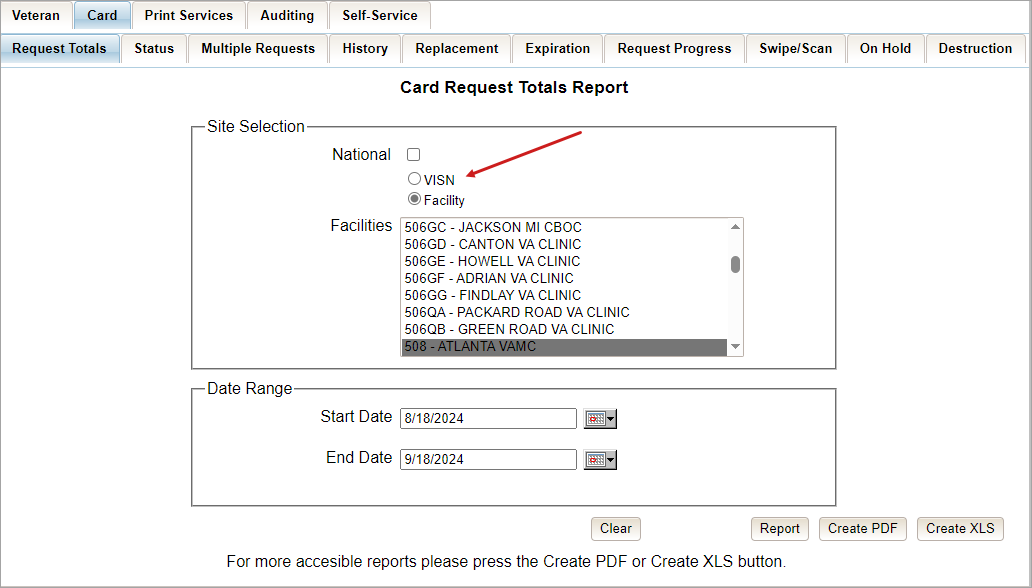 Veteran Card Print Services Auditing Self-Service
Request Totals Status Multiple Requests History Replacement Expiration Request Progress Swipe/Scan On Hold Destruction
Card Request Totals Report
Site Selection
National
VISN
Facility
Facilities
506GC - JACKSON MI CBOC
506GD - CANTON VA CLINIC
506GE - HOWELL VA CLINIC
506GF - ADRIAN VA CLINIC
506GG - FINDLAY VA CLINIC
506QA - PACKARD ROAD VA CLINIC
506QB - GREEN ROAD VA CLINIC
508 - ATLANTA VAMC
Date Range
Start Date 8/18/2024
End Date 9/18/2024
Clear Report Create PDF Create XLS
For more accesible reports please press the Create PDF or Create XLS button.